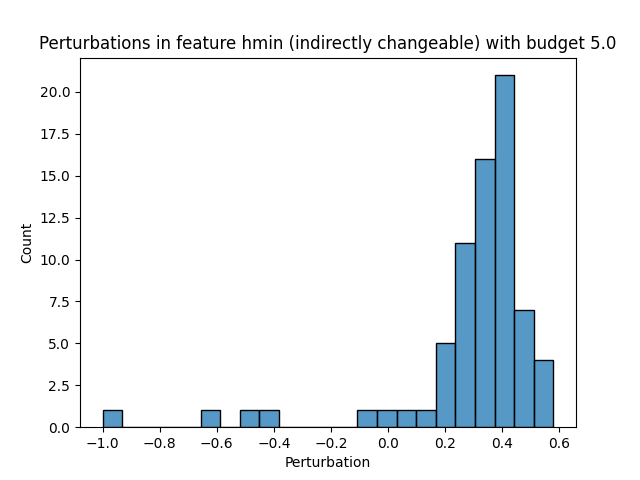 Perturbations in feature hmin (indirectly changeable) with budget 5.0
20.0
17.5
15.0
12.5
10.0
7.5
5.0
2.5
0.0
Count
−1.0 −0.8 −0.6 −0.4 −0.2 0.0 0.2 0.4 0.6
Perturbation